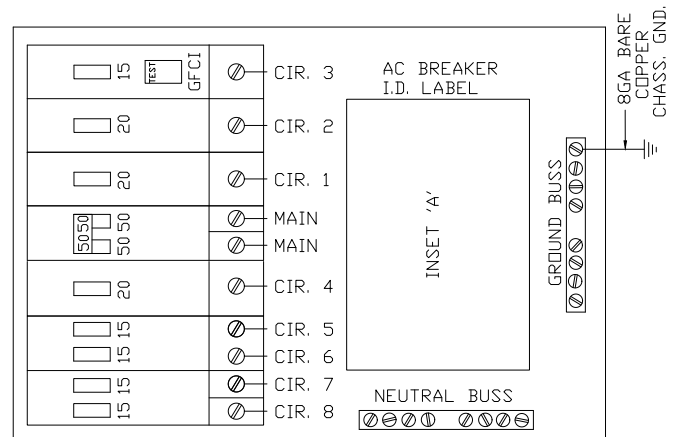 15 TEST GFCI CIR. 3
20 CIR. 2
20 CIR. 1
50 50 MAIN
50 50 MAIN
20 CIR. 4
15 CIR. 5
15 CIR. 6
15 CIR. 7
15 CIR. 8
AC BREAKER
I.D. LABEL
INSET 'A'
NEUTRAL BUSS
GROUND BUSS
8GA BARE
COPPER
CHASS. GND.